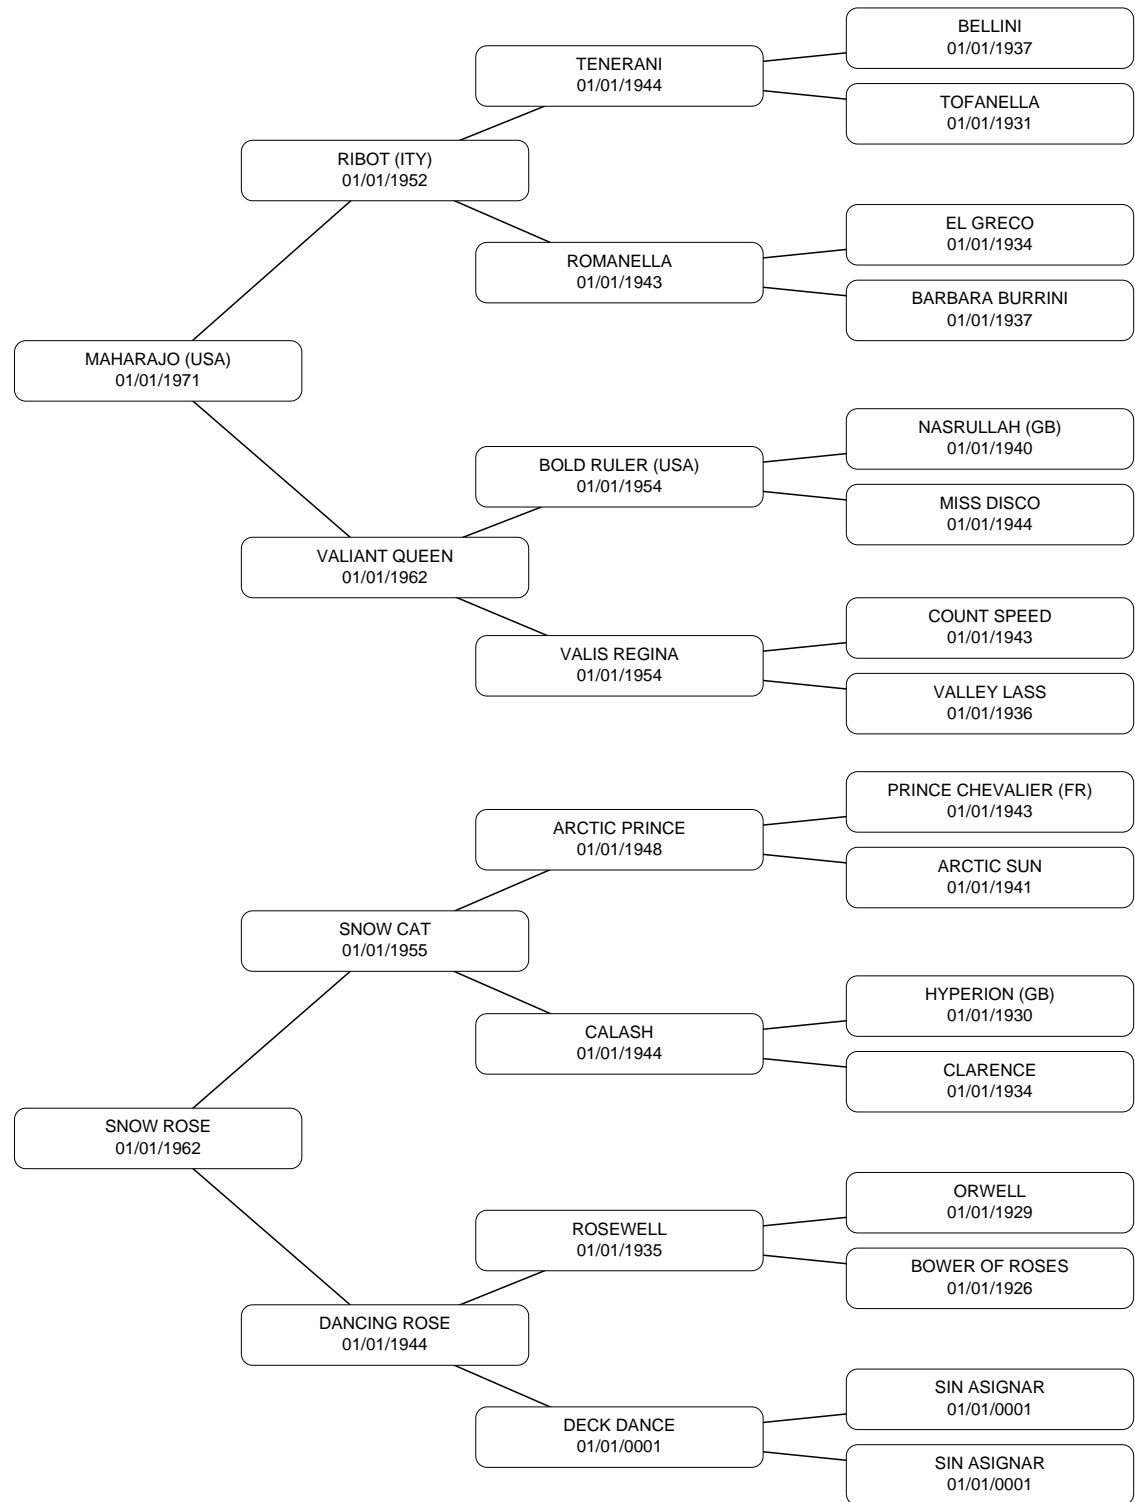 BELLINI
01/01/1937
TENERANI
01/01/1944
TOFANELLA
01/01/1931
RIBOT (ITY)
01/01/1952
EL GRECO
01/01/1934
ROMANELLA
01/01/1943
BARBARA BURRINI
01/01/1937
MAHARAJO (USA)
01/01/1971
NASRULLAH (GB)
01/01/1940
BOLD RULER (USA)
01/01/1954
MISS DISCO
01/01/1944
VALIANT QUEEN
01/01/1962
COUNT SPEED
01/01/1943
VALIS REGINA
01/01/1954
VALLEY LASS
01/01/1936
PRINCE CHEVALIER (FR)
01/01/1943
ARCTIC PRINCE
01/01/1948
ARCTIC SUN
01/01/1941
SNOW CAT
01/01/1955
HYPERION (GB)
01/01/1930
CALASH
01/01/1944
CLARENCE
01/01/1934
SNOW ROSE
01/01/1962
ORWELL
01/01/1929
ROSEWELL
01/01/1935
BOWER OF ROSES
01/01/1926
DANCING ROSE
01/01/1944
SIN ASIGNAR
01/01/0001
DECK DANCE
01/01/0001
SIN ASIGNAR
01/01/0001